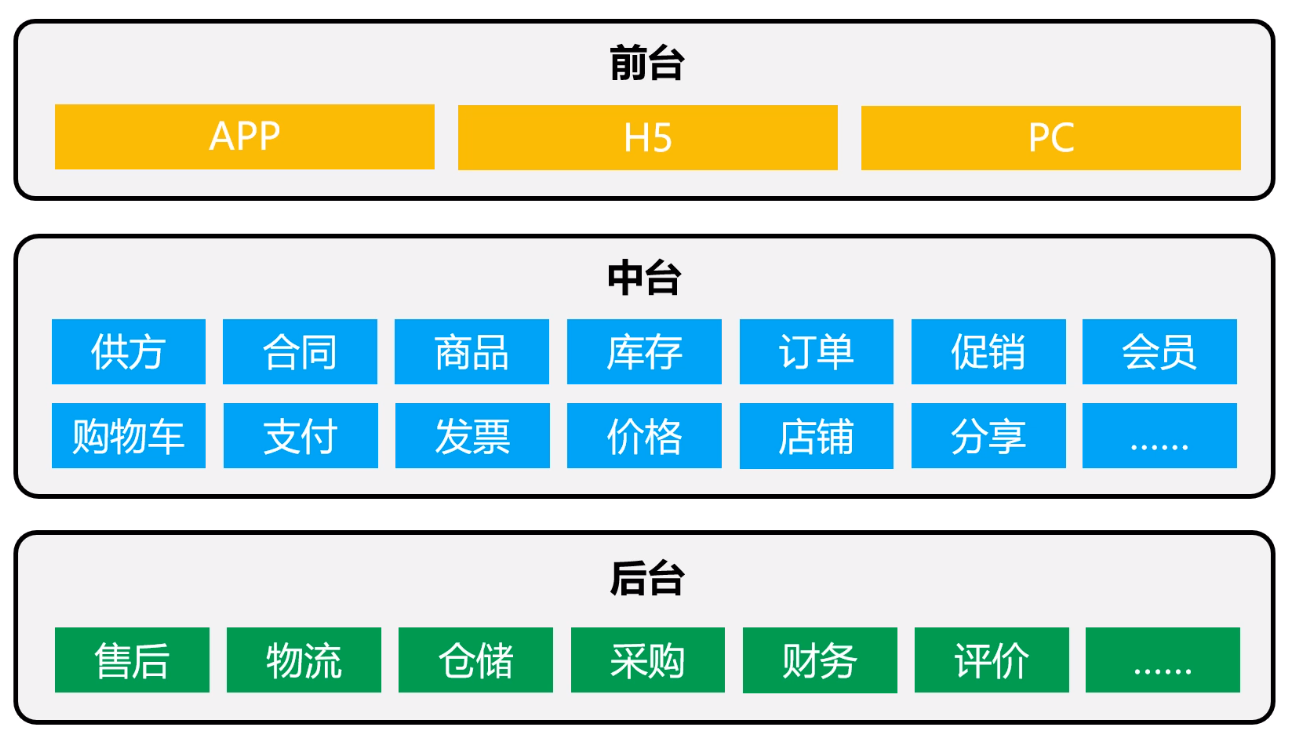 前台
APP H5 PC
中台
供方 合同 商品 库存 订单 促销 会员
购物车 支付 发票 价格 店铺 分享 ......
后台
售后 物流 仓储 采购 财务 评价 ......